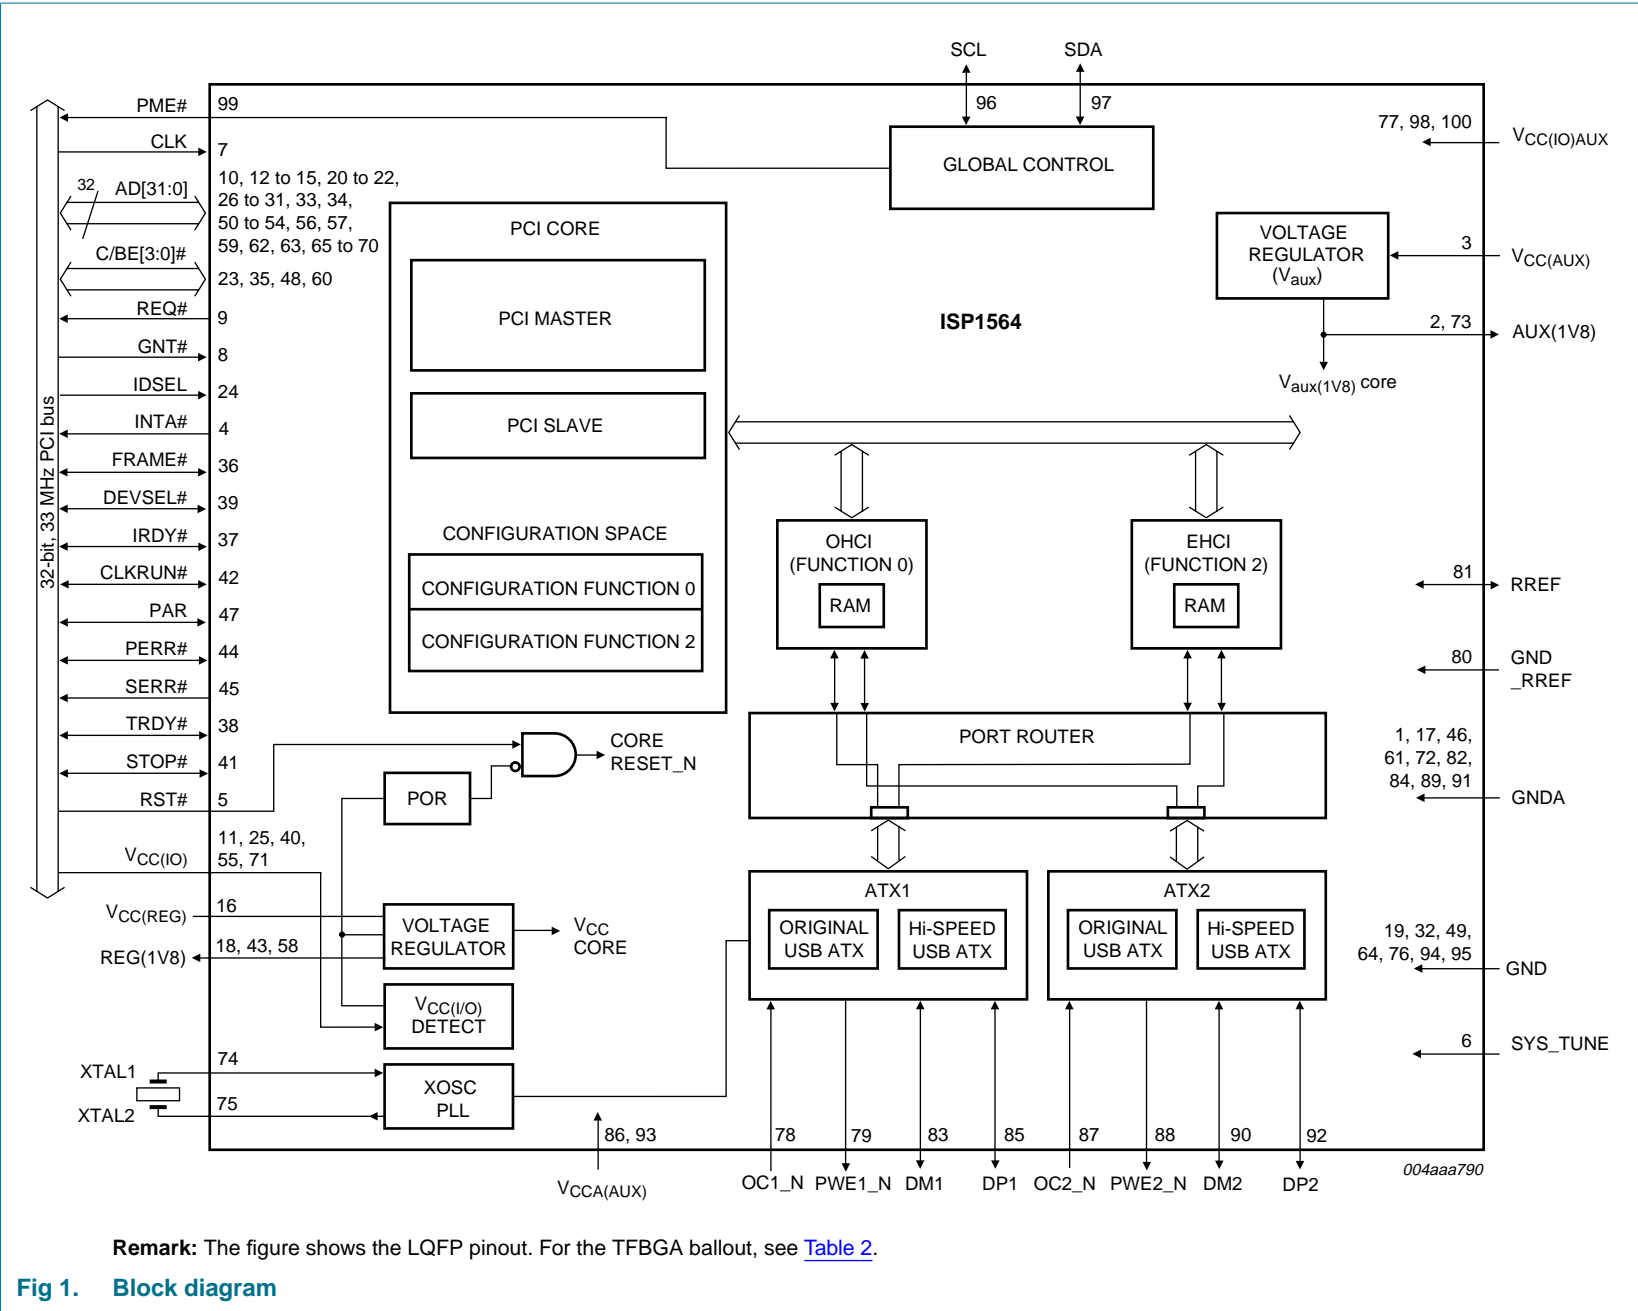 SCL
SDA
96
97
PME#
99
CLK
7
32
AD[31:0]
10, 12 to 15, 20 to 22,
26 to 31, 33, 34,
50 to 54, 56, 57,
59, 62, 63, 65 to 70
C/BE[3:0]#
23, 35, 48, 60
REQ#
9
GNT#
8
IDSEL
24
INTA#
4
FRAME#
36
DEVSEL#
39
IRDY#
37
CLKRUN#
42
PAR
47
PERR#
44
SERR#
45
TRDY#
38
STOP#
41
RST#
5
VCC(IO)
11, 25, 40,
55, 71
VCC(REG)
16
REG(1V8)
18, 43, 58
XTAL1
74
XTAL2
75
32-bit, 33 MHz PCI bus
GLOBAL CONTROL
PCI CORE
PCI MASTER
PCI SLAVE
CONFIGURATION SPACE
CONFIGURATION FUNCTION 0
CONFIGURATION FUNCTION 2
ISP1564
77, 98, 100
VCC(IO)AUX
VOLTAGE
REGULATOR
(Vaux)
3
VCC(AUX)
2, 73
AUX(1V8)
Vaux(1V8) core
OHCI
(FUNCTION 0)
RAM
EHCI
(FUNCTION 2)
RAM
81
RREF
80
GND
_RREF
PORT ROUTER
1, 17, 46,
61, 72, 82,
84, 89, 91
GNDA
CORE
RESET_N
POR
VOLTAGE
REGULATOR
VCC
CORE
VCC(I/O)
DETECT
XOSC
PLL
ATX1
ORIGINAL
USB ATX
Hi-SPEED
USB ATX
ATX2
ORIGINAL
USB ATX
Hi-SPEED
USB ATX
19, 32, 49,
64, 76, 94, 95
GND
6
SYS_TUNE
86, 93
VCCA(AUX)
78
79
83
85
87
88
90
92
OC1_N
PWE1_N
DM1
DP1
OC2_N
PWE2_N
DM2
DP2
004aaa790
Remark: The figure shows the LQFP pinout. For the TFBGA ballout, see Table 2.
Fig 1. Block diagram